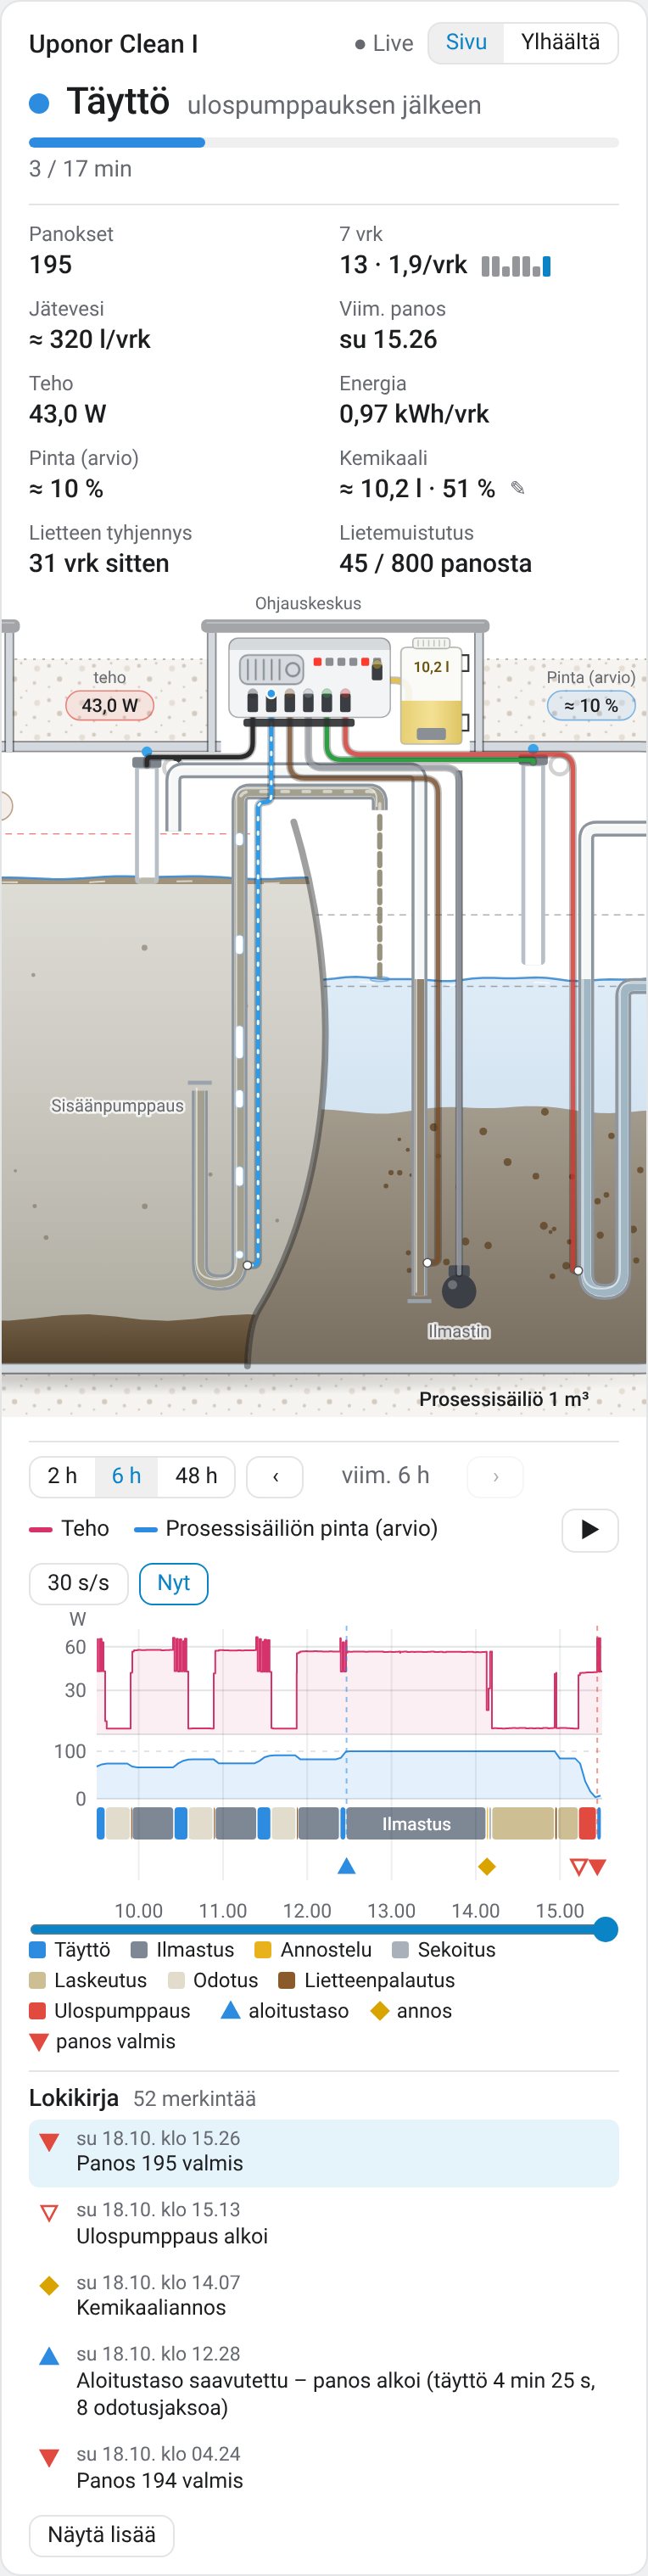 Uponor Clean I
Live
Sivu
Ylhäältä
Täyttö ulospumppauksen jälkeen
3 / 17 min
Panokset
195
7 vrk
13 · 1,9/vrk
Jätevesi
≈ 320 l/vrk
Viim. panos
su 15.26
Teho
43,0 W
Energia
0,97 kWh/vrk
Pinta (arvio)
≈ 10 %
Kemikaali
≈ 10,2 l · 51 %
Lietteen tyhjennys
31 vrk sitten
Lietemuistutus
45 / 800 panosta
Ohjauskeskus
teho
43,0 W
10,2 l
Pinta (arvio)
≈ 10 %
Sisäänpumppaus
Ilmastin
Prosessisäiliö 1 m³
2 h
6 h
48 h
‹
viim. 6 h
›
Teho
Prosessisäiliön pinta (arvio)
30 s/s
Nyt
W
60
30
100
0
Ilmastus
10.00
11.00
12.00
13.00
14.00
15.00
Täyttö
Ilmastus
Annostelu
Sekoitus
Laskeutus
Odotus
Lietteenpalautus
Ulospumppaus
aloitustaso
annos
panos valmis
Lokikirja 52 merkintää
su 18.10. klo 15.26
Panos 195 valmis
su 18.10. klo 15.13
Ulospumppaus alkoi
su 18.10. klo 14.07
Kemikaaliannos
su 18.10. klo 12.28
Aloitustaso saavutettu – panos alkoi (täyttö 4 min 25 s,
8 odotusjaksoa)
su 18.10. klo 04.24
Panos 194 valmis
Näytä lisää